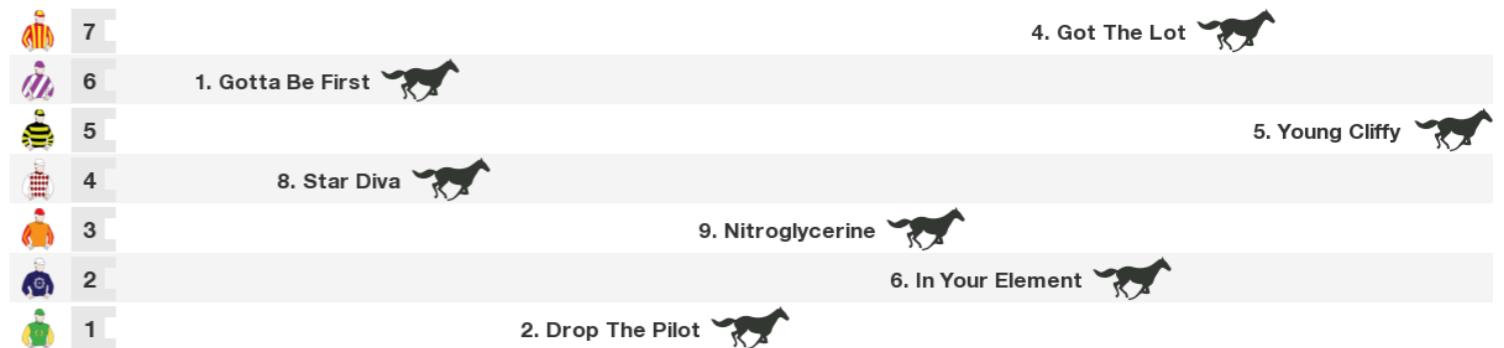 7 4. Got The Lot
6 1. Gotta Be First
5 5. Young Cliffy
4 8. Star Diva
3 9. Nitroglycerine
2 6. In Your Element
1 2. Drop The Pilot